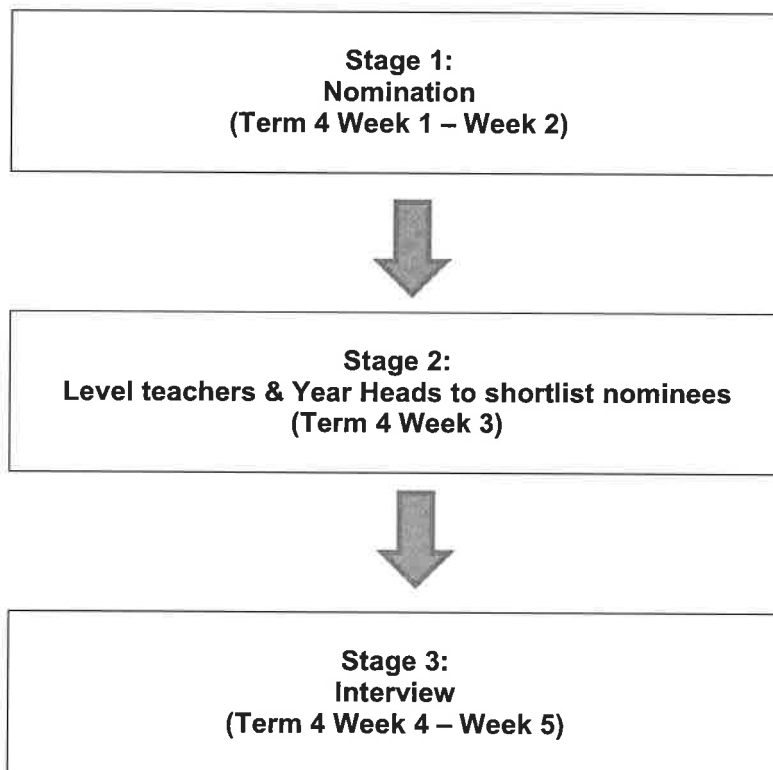 Stage 1:
Nomination
(Term 4 Week 1 – Week 2)
Stage 2:
Level teachers & Year Heads to shortlist nominees
(Term 4 Week 3)
Stage 3:
Interview
(Term 4 Week 4 – Week 5)